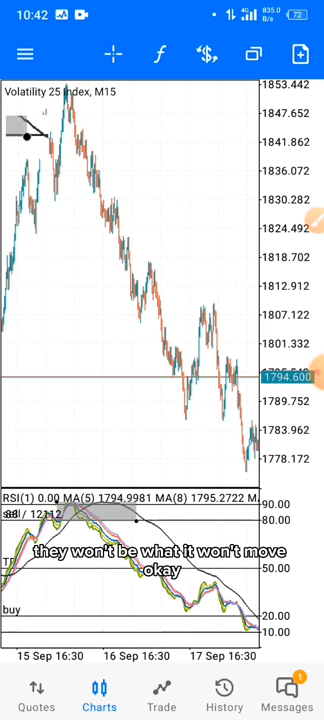 10:42
4G
835.0
B/s
72
Volatility 25 Index, M15
1853.442
1847.652
1841.862
1836.072
1830.282
1824.492
1818.702
1812.912
1807.122
1801.332
1794.600
1789.752
1783.962
1778.172
RSI(1) 0.00 MA(5) 1794.9981 MA(8) 1795.2722 MA
90.00
sell / 12112
80.00
they won't be what it won't move
okay
50.00
buy
20.00
10.00
15 Sep 16:30
16 Sep 16:30
17 Sep 16:30
1
Quotes
Charts
Trade
History
Messages